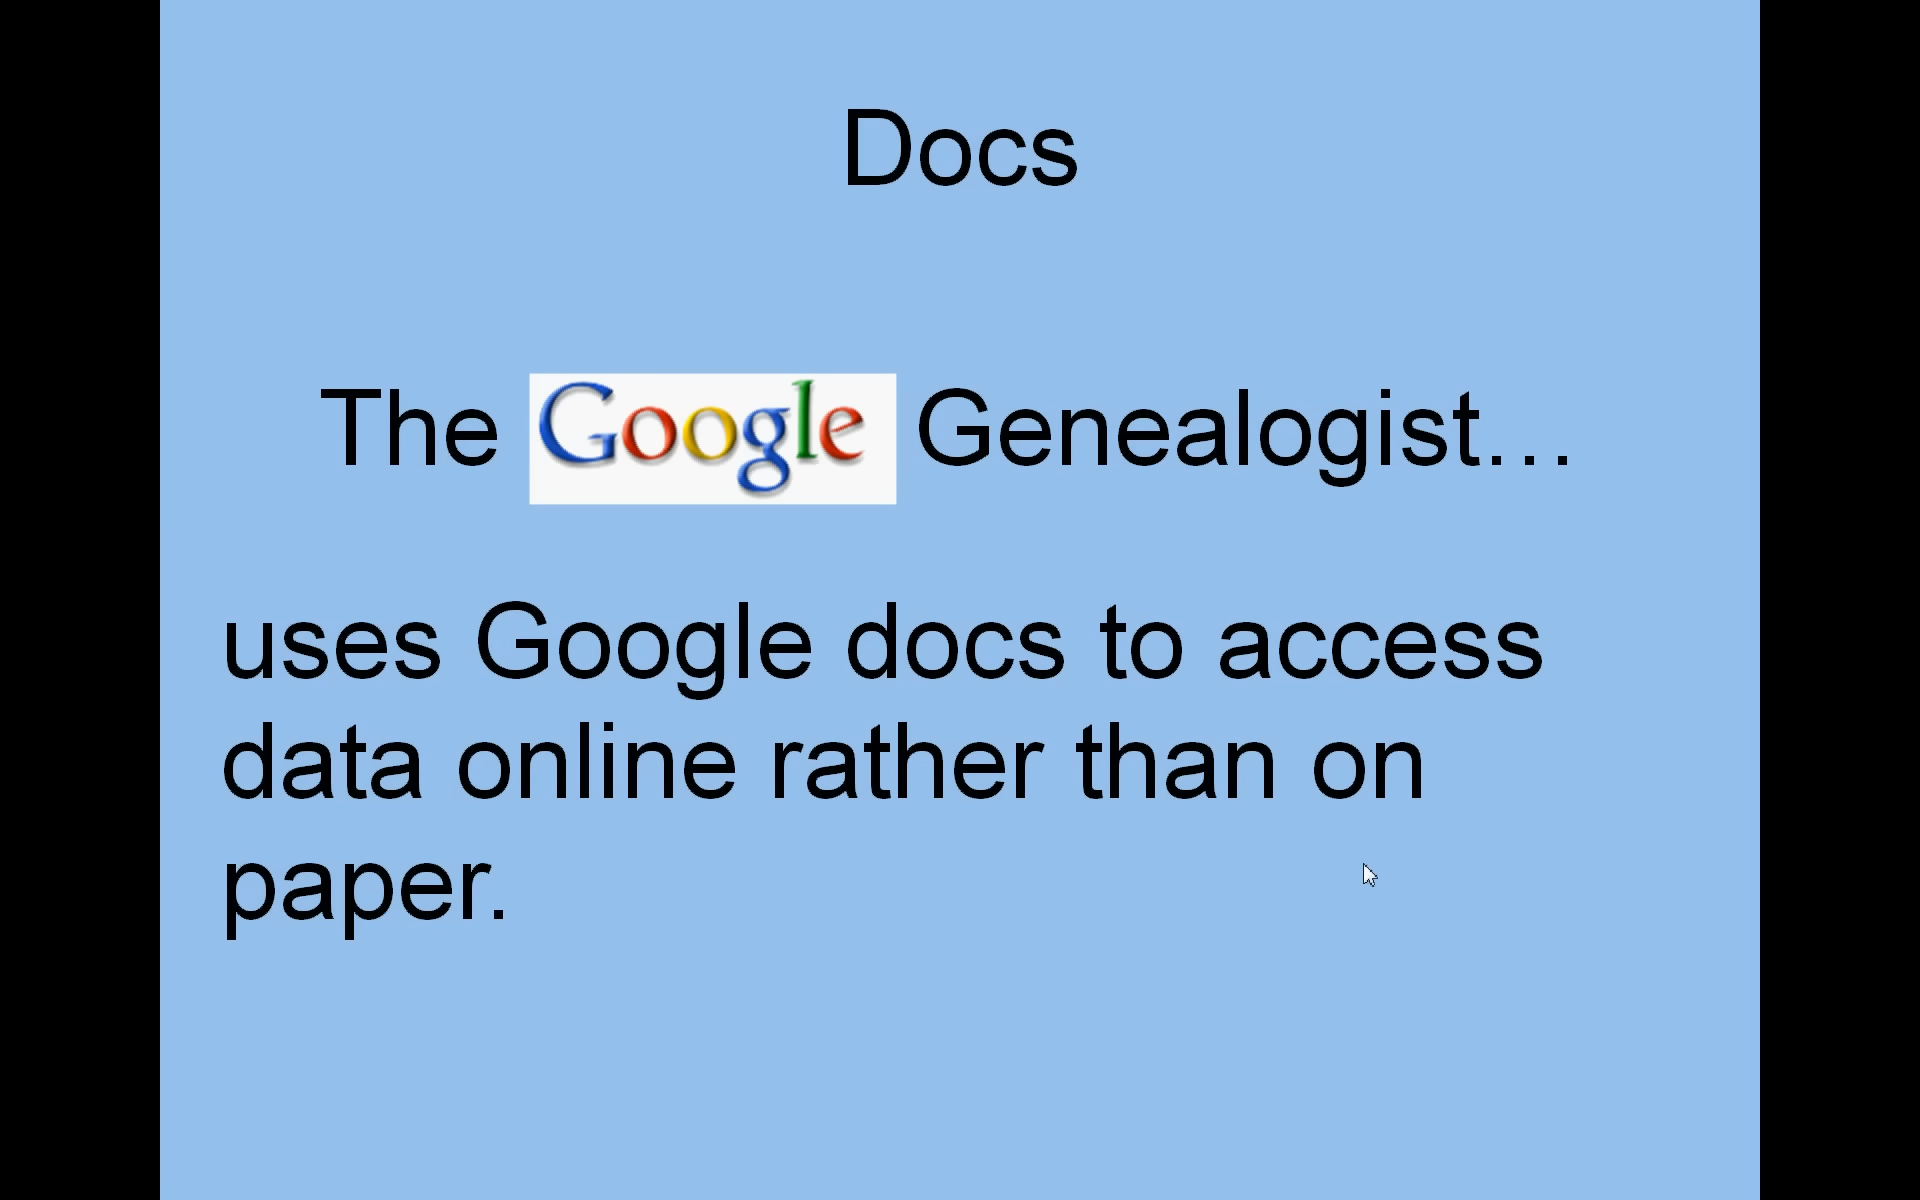 Docs
The Google Genealogist...
uses Google docs to access
data online rather than on
paper.